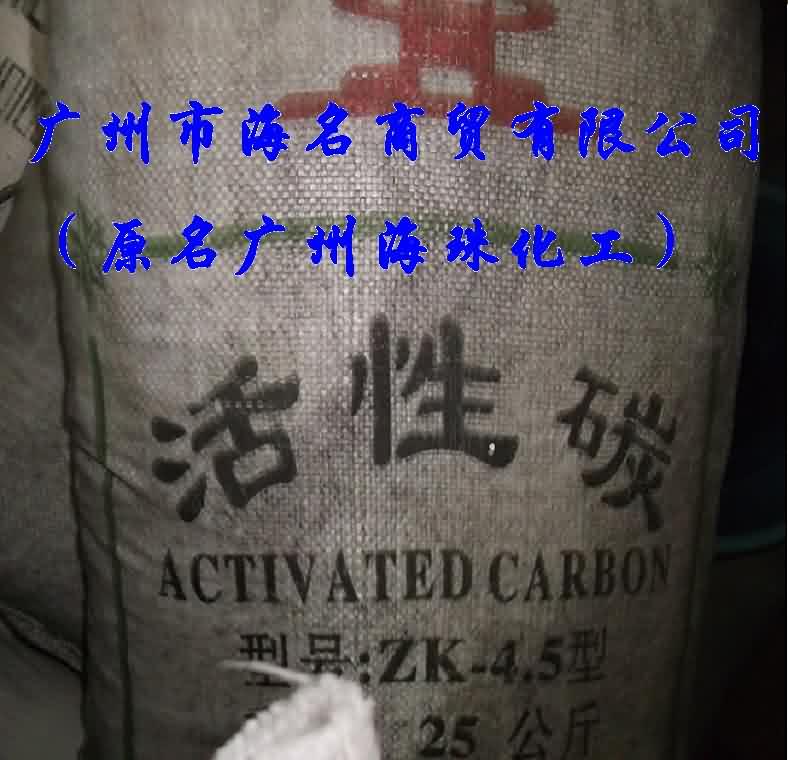 广州市海名商贸有限公司
（原名广州海珠化工）
活性碳
ACTIVATED CARBON
型号:ZK-4.5型
25 公斤